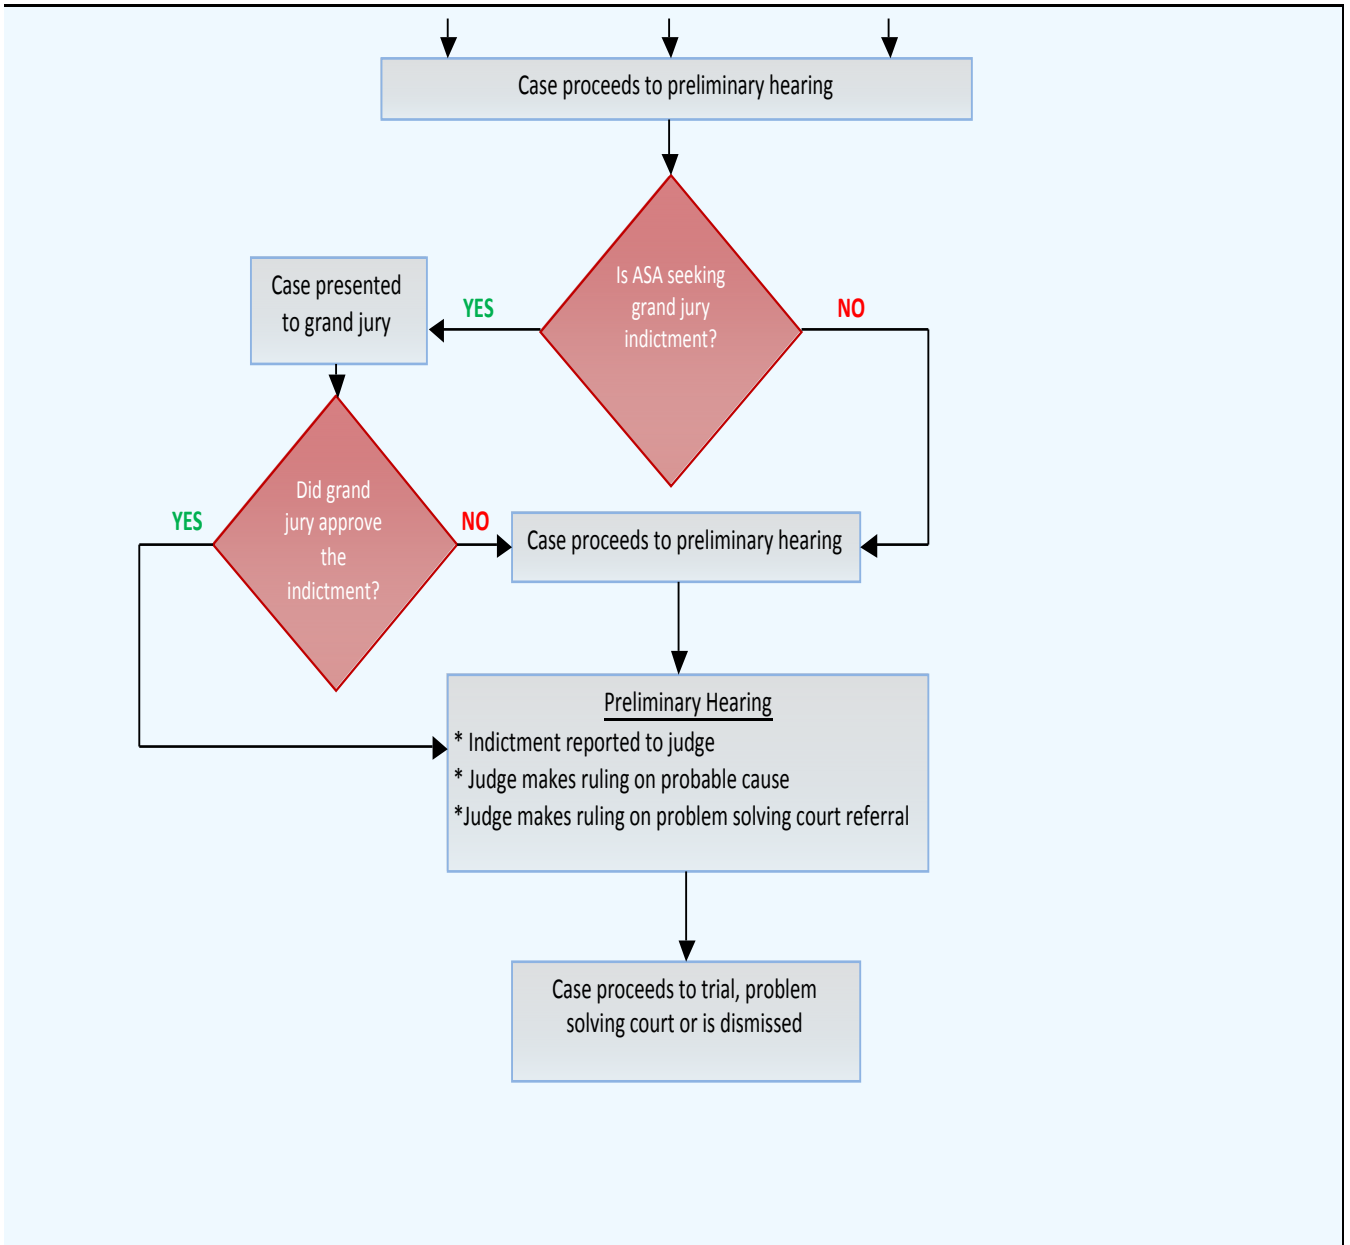 Case proceeds to preliminary hearing
Is ASA seeking
grand jury
indictment?
YES
NO
Case presented
to grand jury
Did grand
jury approve
the
indictment?
YES
NO
Case proceeds to preliminary hearing
Preliminary Hearing
* Indictment reported to judge
* Judge makes ruling on probable cause
*Judge makes ruling on problem solving court referral
Case proceeds to trial, problem
solving court or is dismissed